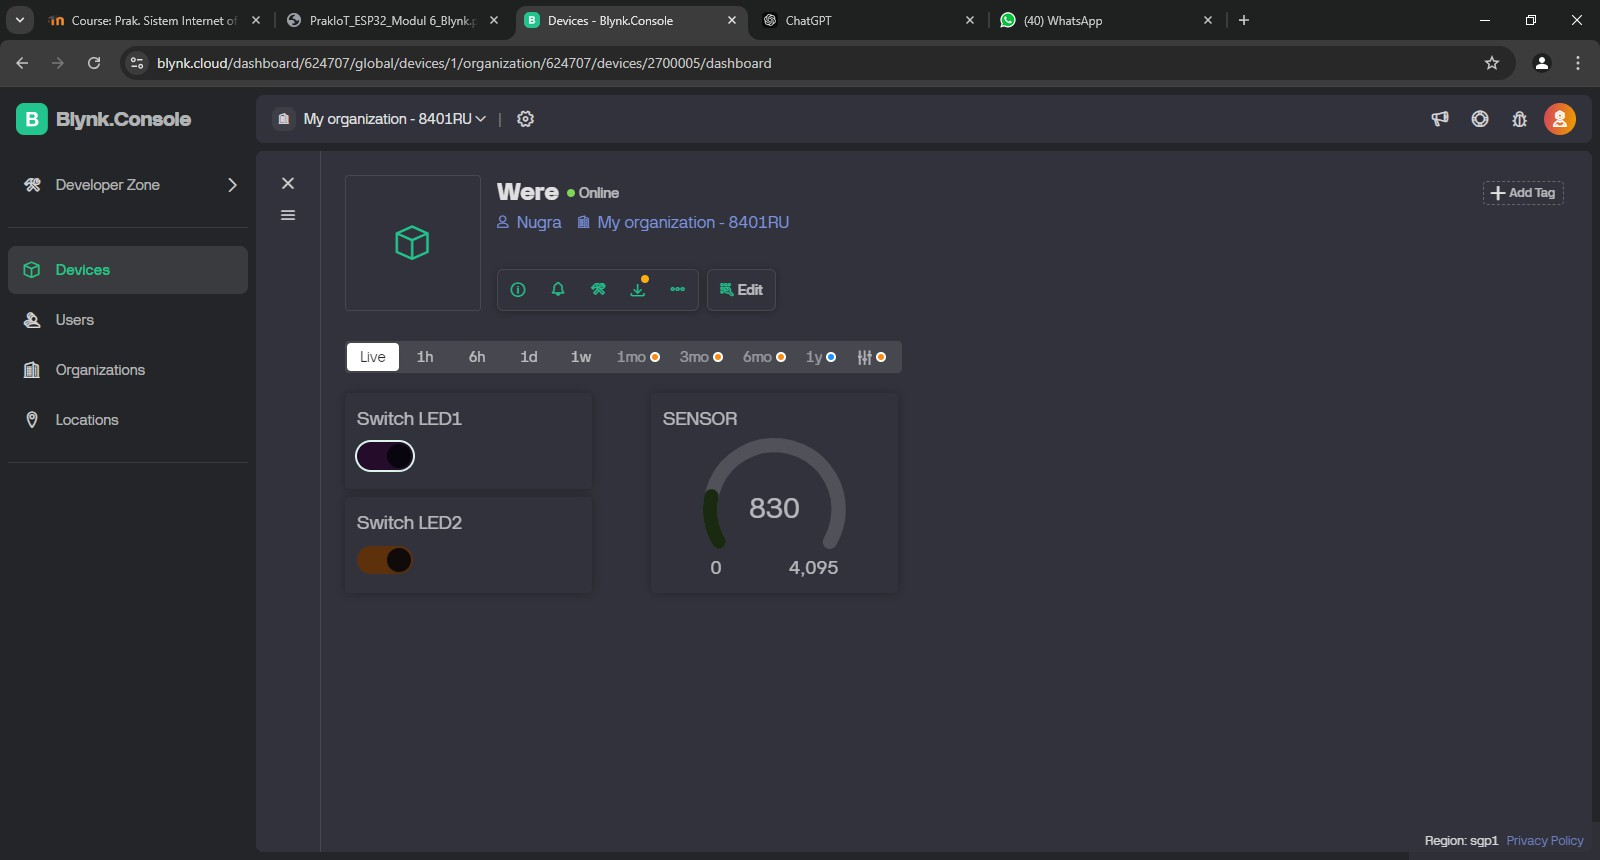 Course: Prak. Sistem Internet of
PrakIoT_ESP32_Modul 6_Blynk.p
Devices - Blynk.Console
ChatGPT
(40) WhatsApp
blynk.cloud/dashboard/624707/global/devices/1/organization/624707/devices/2700005/dashboard
B Blynk.Console
My organization - 8401RU
Developer Zone
Devices
Users
Organizations
Locations
Were Online
Add Tag
Nugra My organization - 8401RU
Edit
Live 1h 6h 1d 1w 1mo 3mo 6mo 1y
Switch LED1
Switch LED2
SENSOR
830
0 4,095
Region: sgp1 Privacy Policy